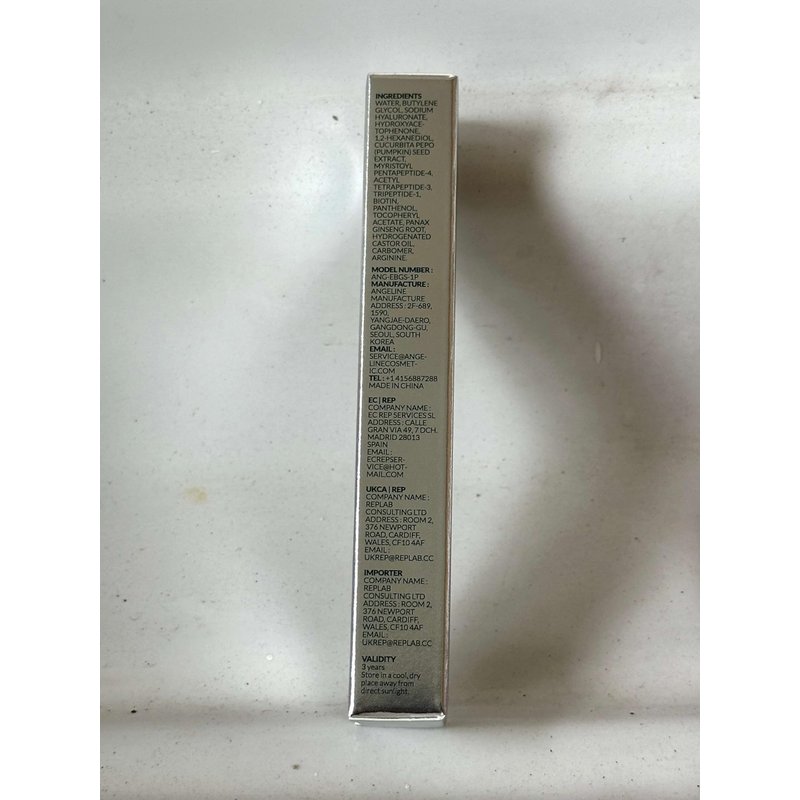 INGREDIENTS
WATER, BUTYLENE
GLYCOL, SODIUM
HYALURONATE,
HYDROXYACE-
TOPHENONE,
1,2-HEXANEDIOL,
CUCURBITA PEPO
(PUMPKIN) SEED
EXTRACT,
MYRISTOYL
PENTAPEPTIDE-4,
ACETYL
TETRAPEPTIDE-3,
TRIPEPTIDE-1,
BIOTIN,
PANTHENOL,
TOCOPHERYL
ACETATE, PANAX
GINSENG ROOT,
HYDROGENATED
CASTOR OIL,
CARBOMER,
ARGININE.
MODEL NUMBER :
ANG-EBGS-1P
MANUFACTURE :
ANGELINE
MANUFACTURE
ADDRESS : 2F-689,
1590,
YANGJAE-DAERO,
GANGDONG-GU,
SEOUL, SOUTH
KOREA
EMAIL :
SERVICE@ANGE-
LINECOSMET-
IC.COM
TEL : +1 4156887288
MADE IN CHINA
EC | REP
COMPANY NAME :
EC REP SERVICES SL
ADDRESS : CALLE
GRAN VIA 49, 7 DCH.
MADRID 28013
SPAIN
EMAIL :
ECREPSER-
VICE@HOT-
MAIL.COM
UKCA | REP
COMPANY NAME :
REPLAB
CONSULTING LTD
ADDRESS : ROOM 2,
376 NEWPORT
ROAD, CARDIFF,
WALES, CF10 4AF
EMAIL :
UKREP@REPLAB.CC
IMPORTER
COMPANY NAME :
REPLAB
CONSULTING LTD
ADDRESS : ROOM 2,
376 NEWPORT
ROAD, CARDIFF,
WALES, CF10 4AF
EMAIL :
UKREP@REPLAB.CC
VALIDITY
3 years
Store in a cool, dry
place away from
direct sunlight.